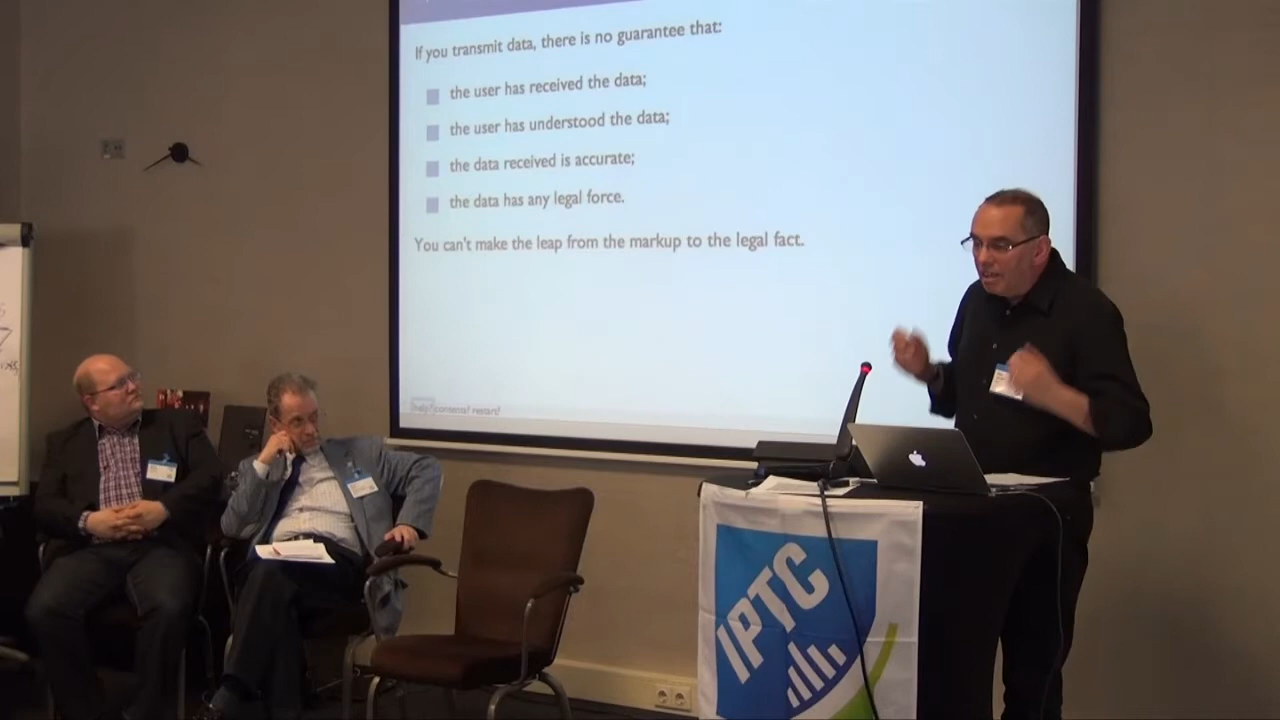 If you transmit data, there is no guarantee that:
the user has received the data;
the user has understood the data;
the data received is accurate;
the data has any legal force.
You can't make the leap from the markup to the legal fact.
IPTC